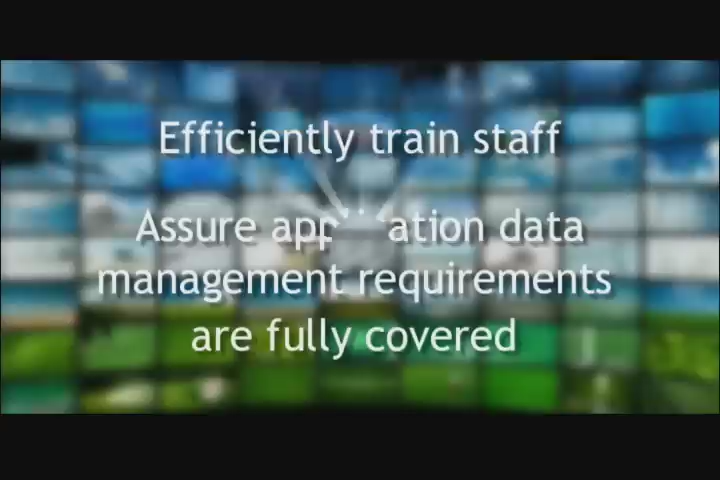 Efficiently train staff
Assure data
management requirements
are fully covered